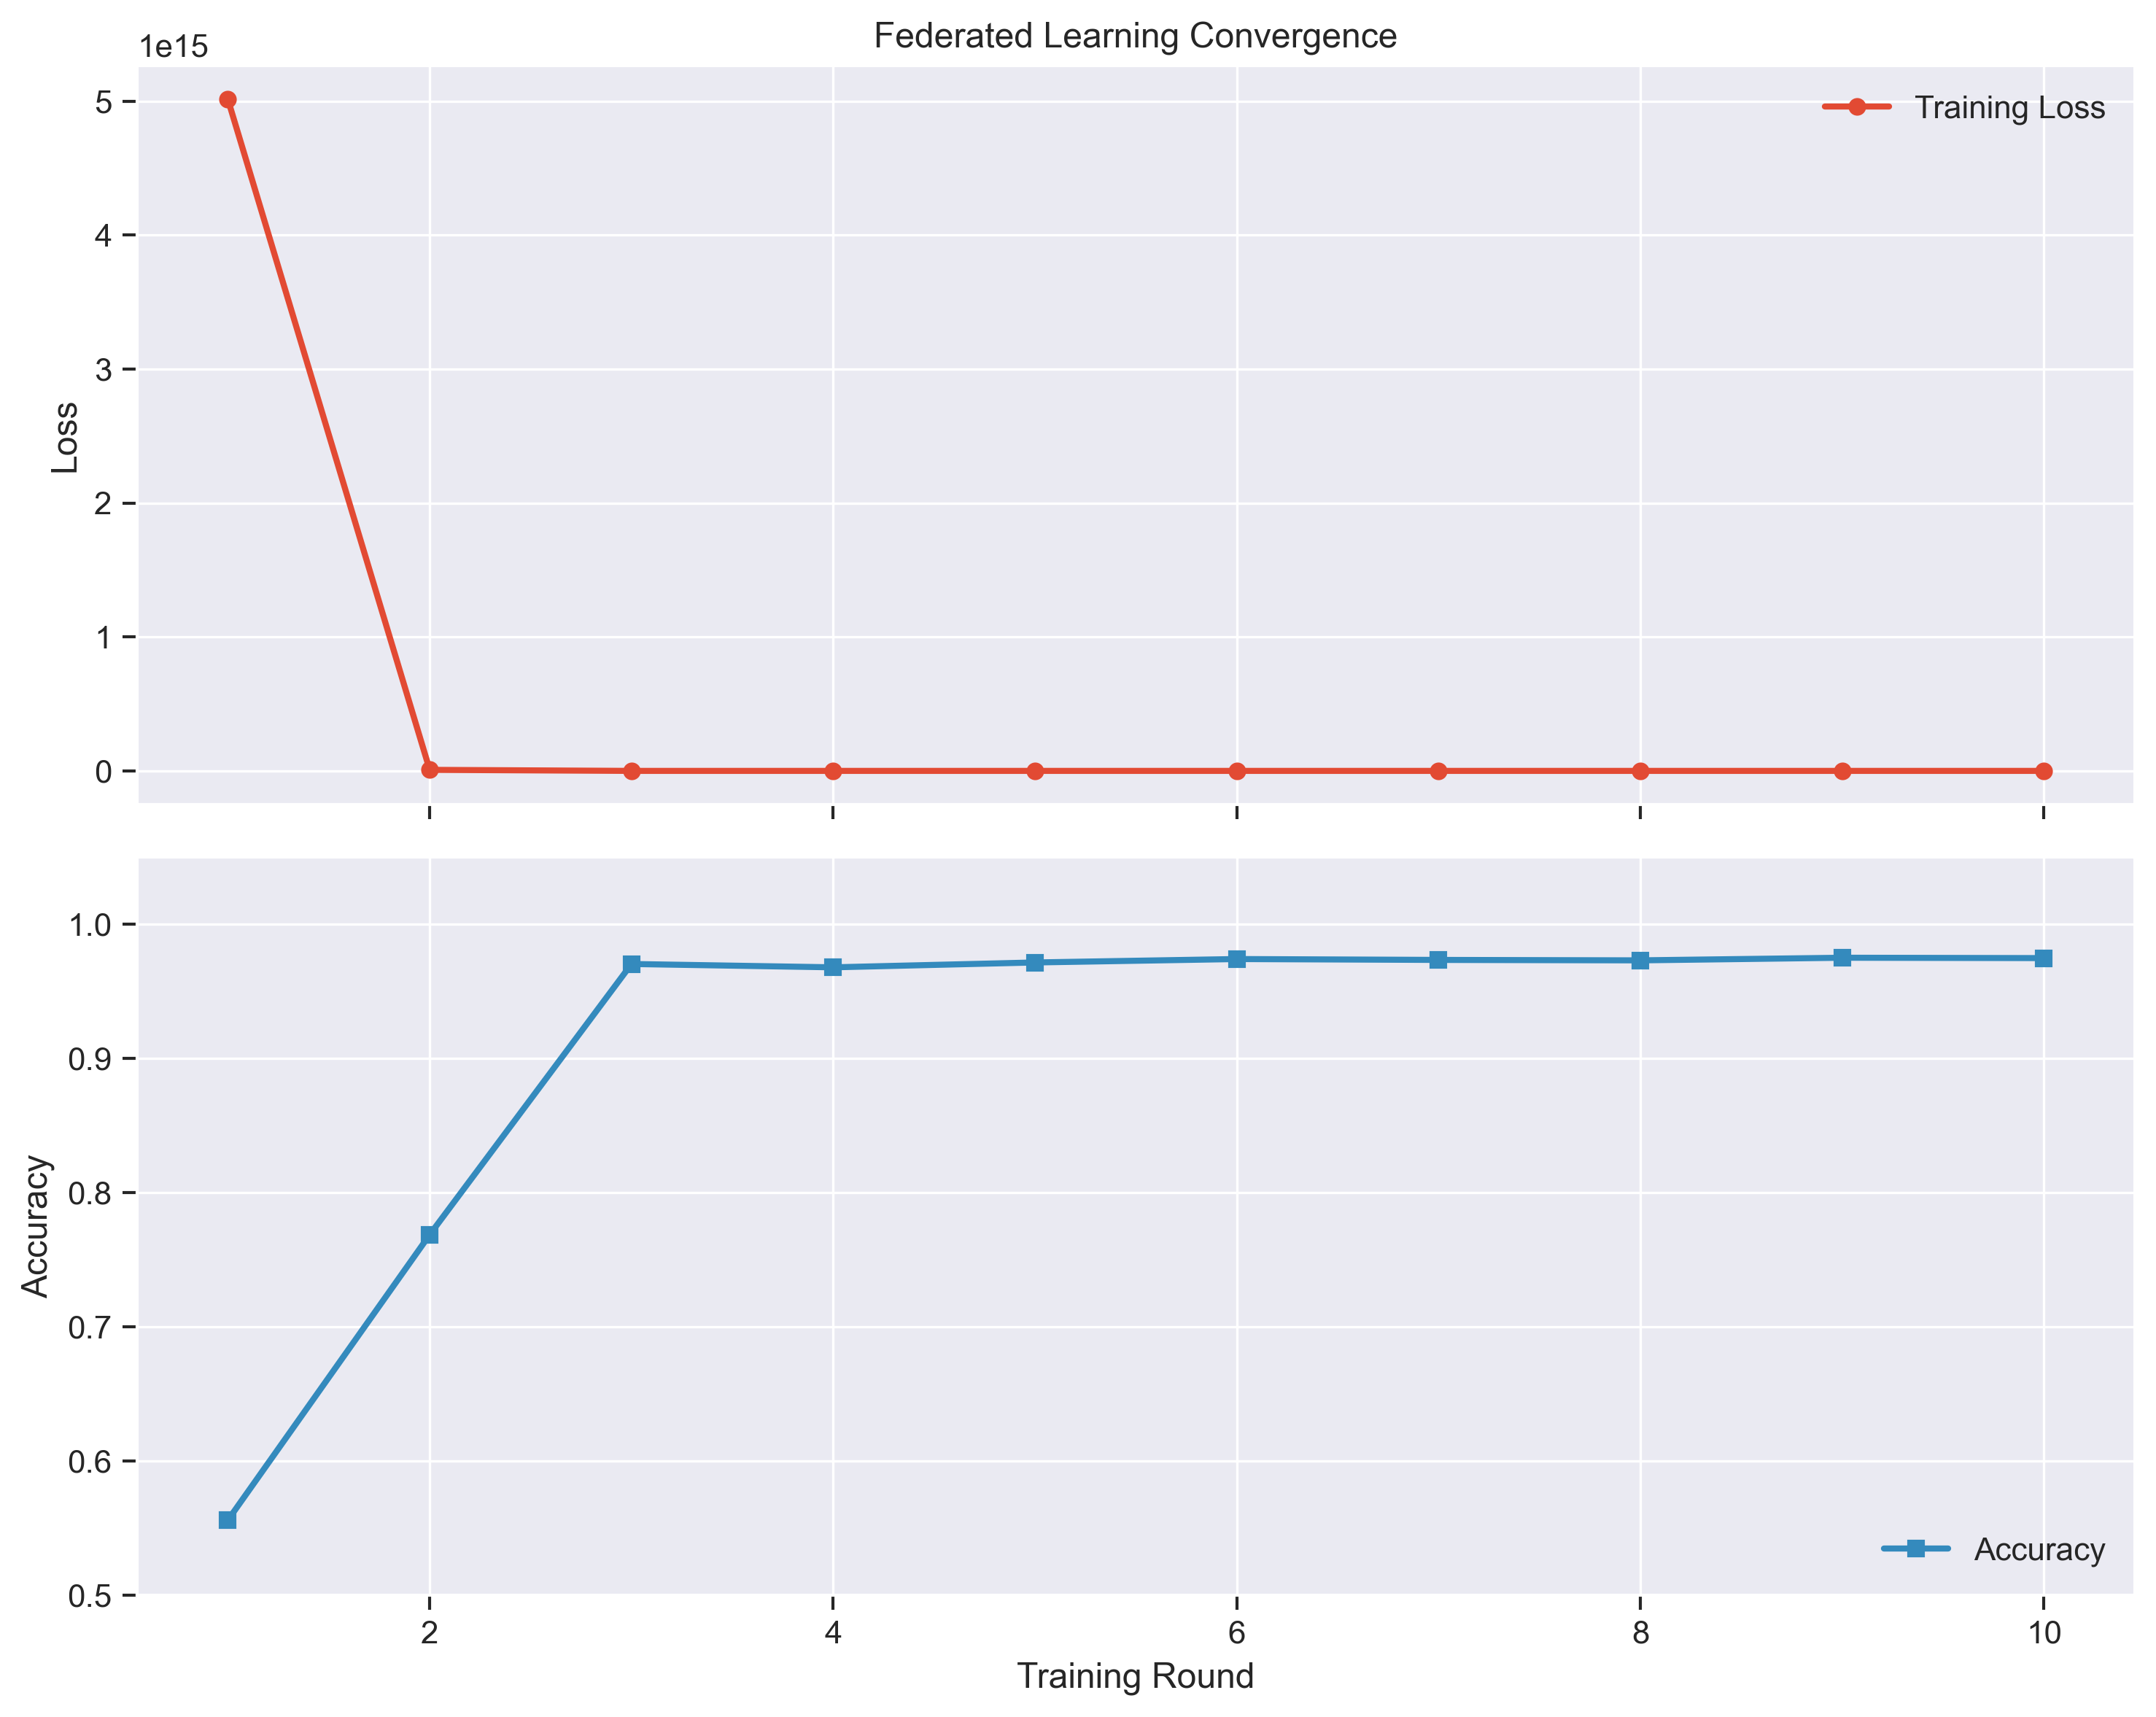 Federated Learning Convergence
1e15
5
4
3
2
1
0
Loss
Training Loss
1.0
0.9
0.8
0.7
0.6
0.5
Accuracy
Accuracy
2 4 6 8 10
Training Round